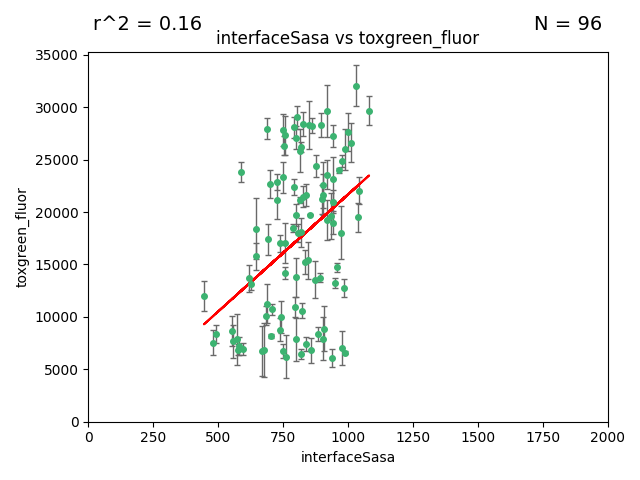 r^2 = 0.16
N = 96
interfaceSasa vs toxgreen_fluor
35000
30000
25000
20000
15000
10000
5000
0
toxgreen_fluor
0 250 500 750 1000 1250 1500 1750 2000
interfaceSasa